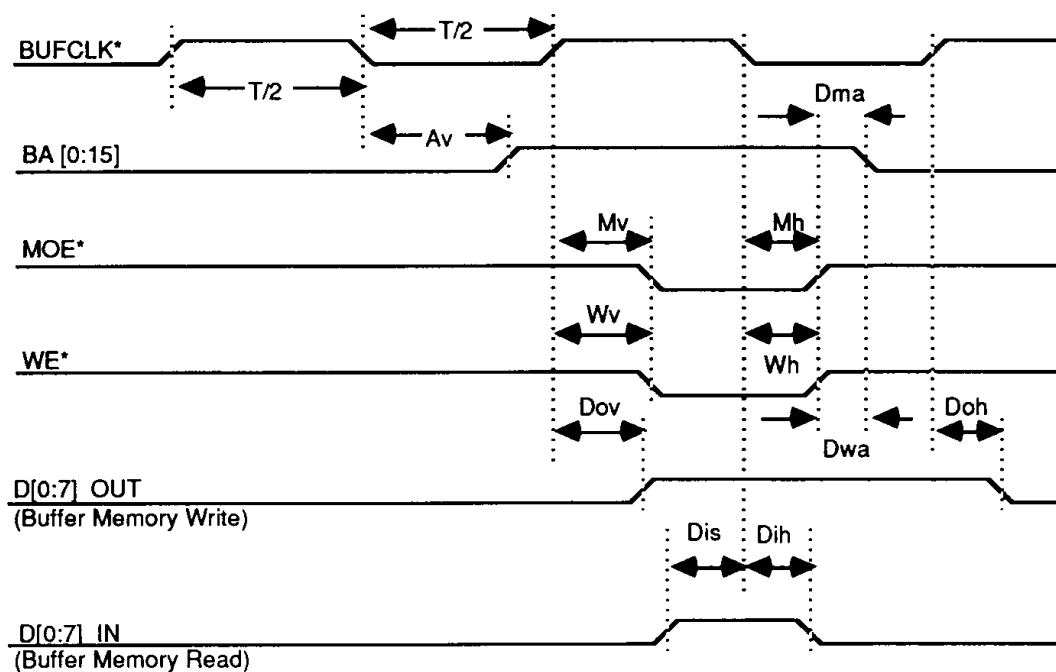 T/2
BUFCLK*
T/2
Dma
Av
BA [0:15]
Mv
Mh
MOE*
Wv
WE*
Wh
Dov
Doh
Dwa
D[0:7] OUT
(Buffer Memory Write)
Dis
Dih
D[0:7] IN
(Buffer Memory Read)